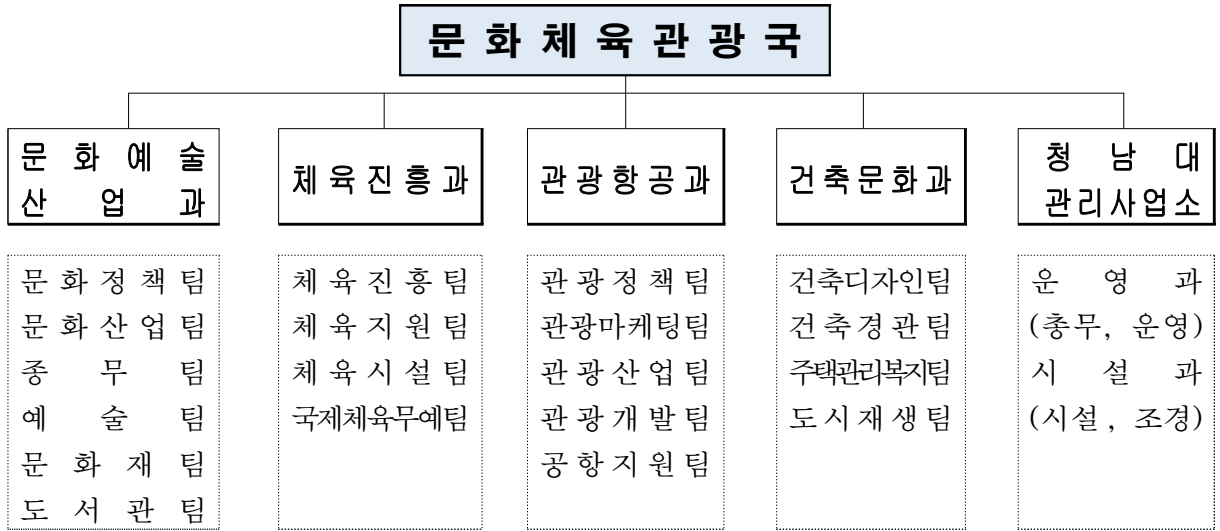 문화체육관광국
문화예술
산업과
체육진흥과
관광항공과
건축문화과
청남대
관리사업소
문화정책팀
문화산업팀
종무팀
예술팀
문화재팀
도서관팀
체육진흥팀
체육지원팀
체육시설팀
국제체육무예팀
관광정책팀
관광마케팅팀
관광산업팀
관광개발팀
공항지원팀
건축디자인팀
건축경관팀
주택관리복지팀
도시재생팀
운영과
(총무, 운영)
시설과
(시설, 조경)